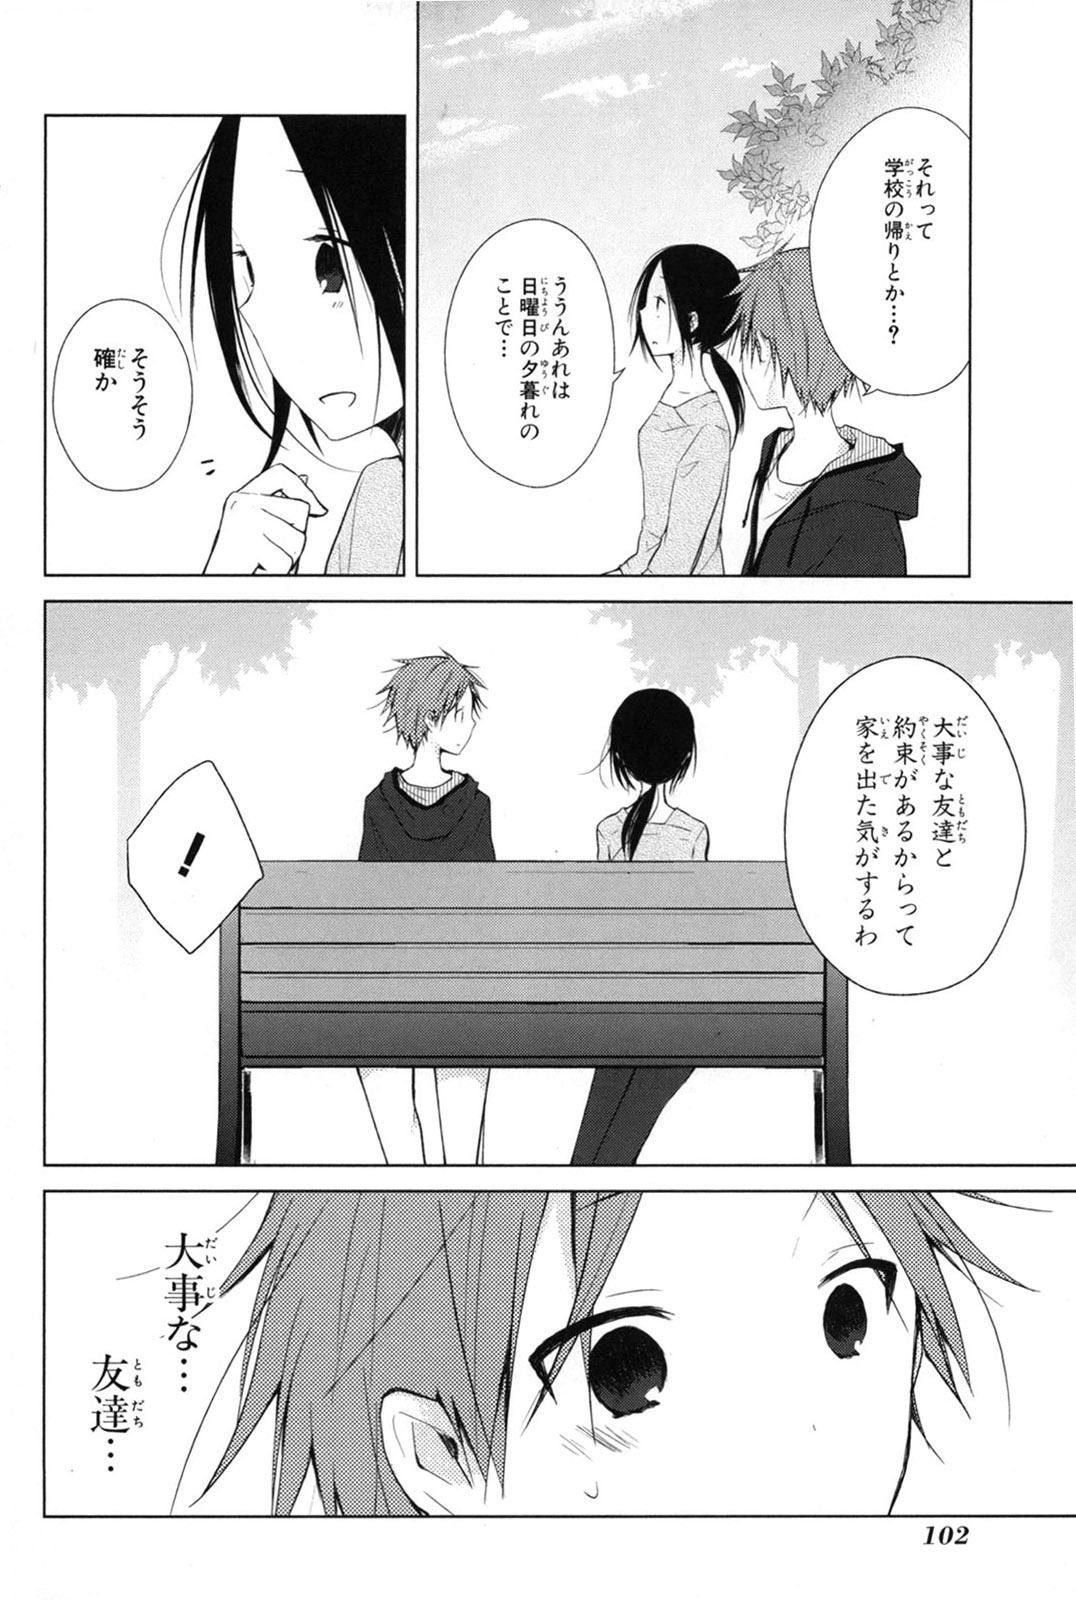 それって
学校の帰りとか…?
ううんあれは
日曜日の夕暮れの
ことで…
そうそう
確か
大事な友達と
約束があるからって
家を出た気がするわ
!
大事な…
友達…
102